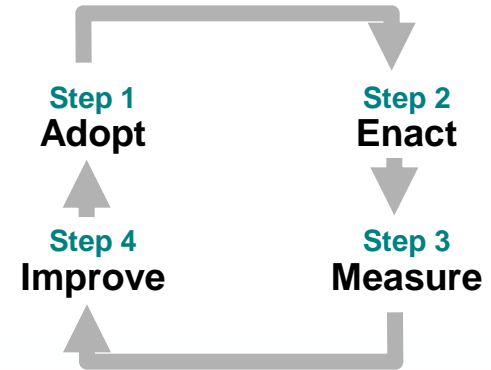 Step 1
Adopt
Step 2
Enact
Step 3
Measure
Step 4
Improve